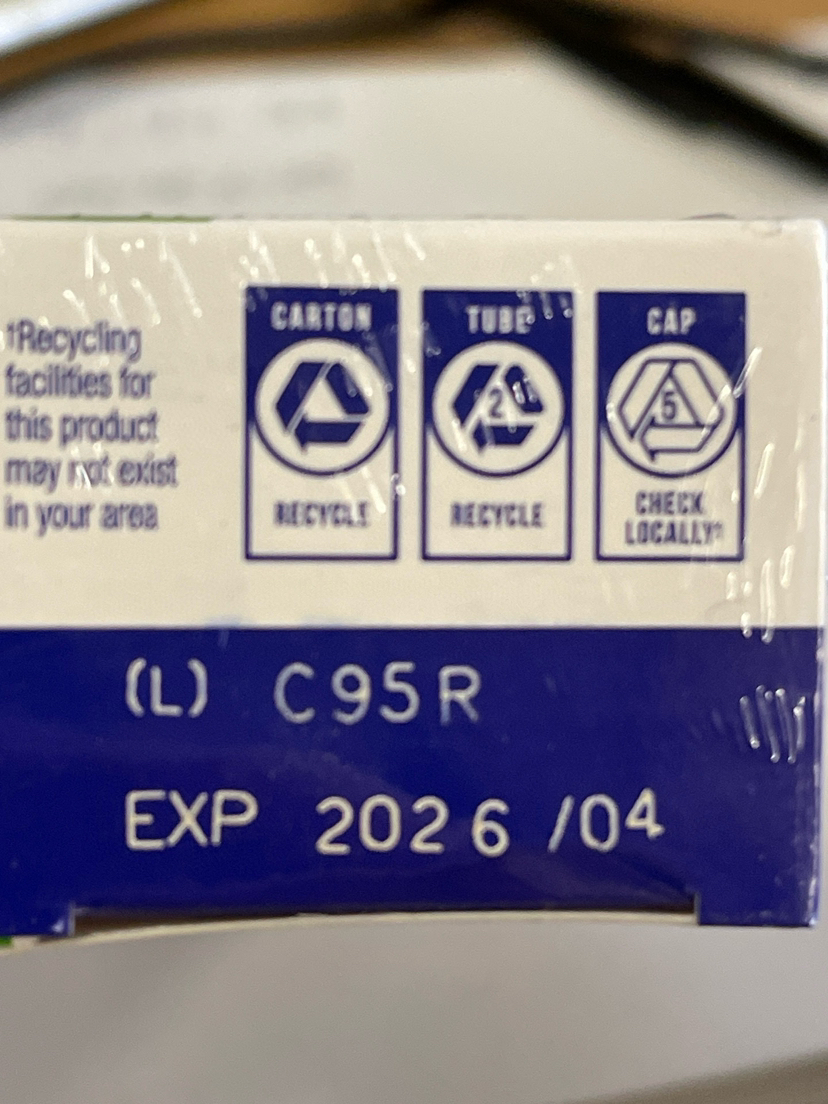 †Recycling
facilities for
this product
may not exist
in your area
CARTON
RECYCLE
TUBE
2
RECYCLE
CAP
5
CHECK
LOCALLY†
(L) C95R
EXP 2026/04